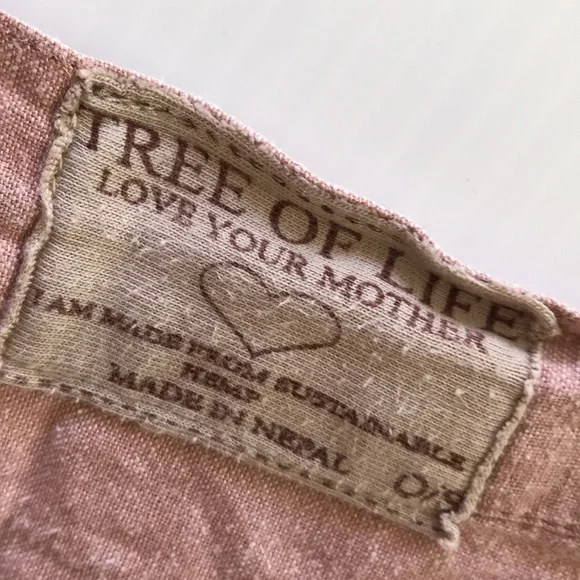 TREE OF LIFE
LOVE YOUR MOTHER
I AM MADE FROM SUSTAINABLE
HEMP
MADE IN NEPAL
O/S